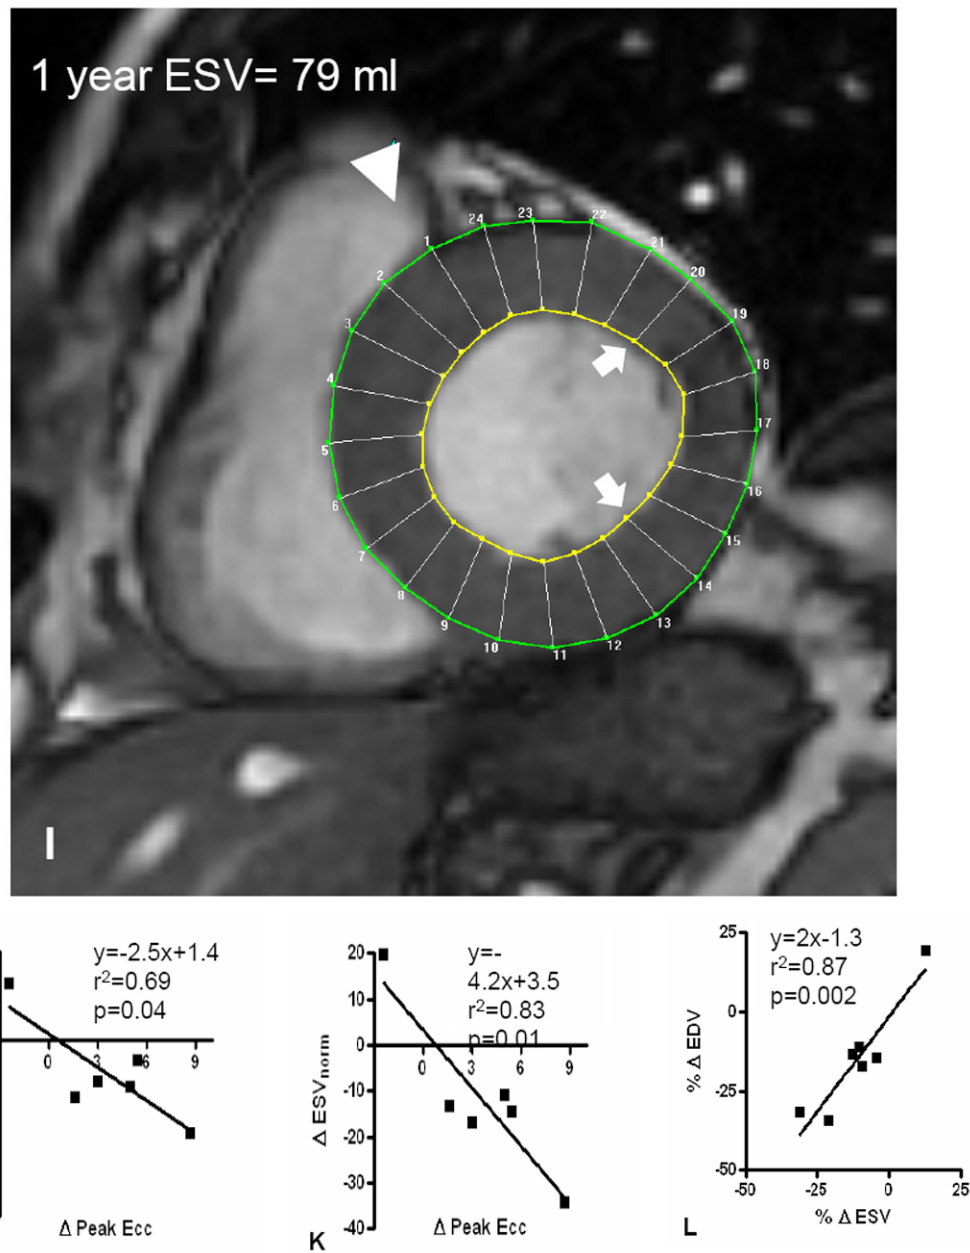 1 year ESV= 79 ml
24 23 22
1 21
2 20
3 19
4 18
5 17
6 16
7 15
8 14
9 13
10 11 12
I
y=-2.5x+1.4
r²=0.69
p=0.04
0 3 6 9
Δ Peak Ecc
20
10
0
-10
-20
-30
-40
Δ ESVnorm
y=-
4.2x+3.5
r²=0.83
p=0.01
0 3 6 9
Δ Peak Ecc
K
25
0
-25
-50
% Δ EDV
y=2x-1.3
r²=0.87
p=0.002
-50 -25 0 25
% Δ ESV
L